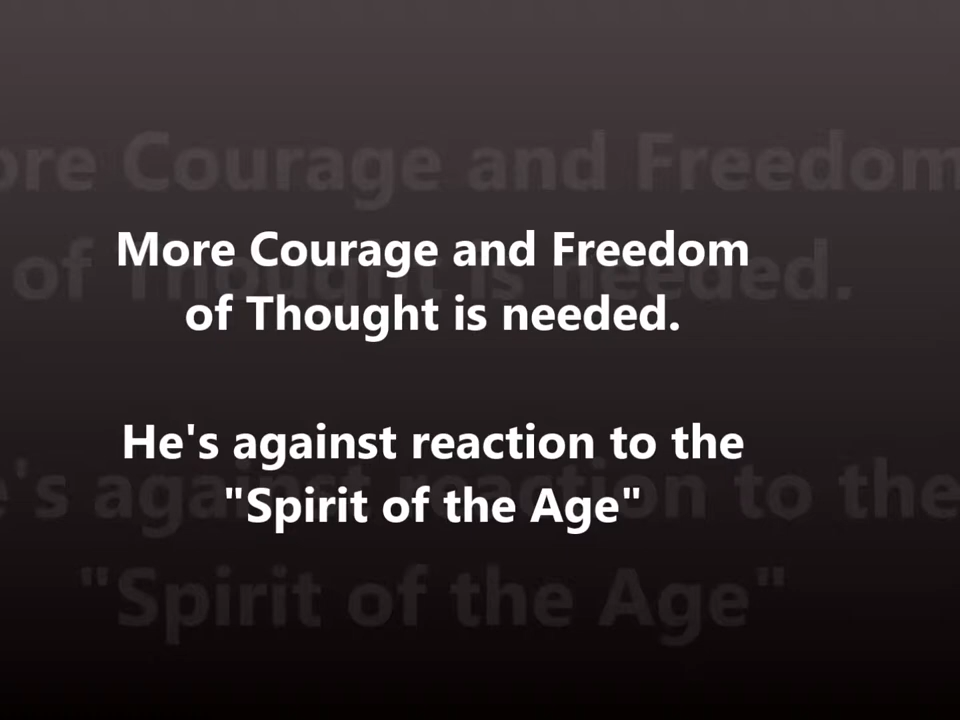 More Courage and Freedom
of Thought is needed.
He's against reaction to the
"Spirit of the Age"